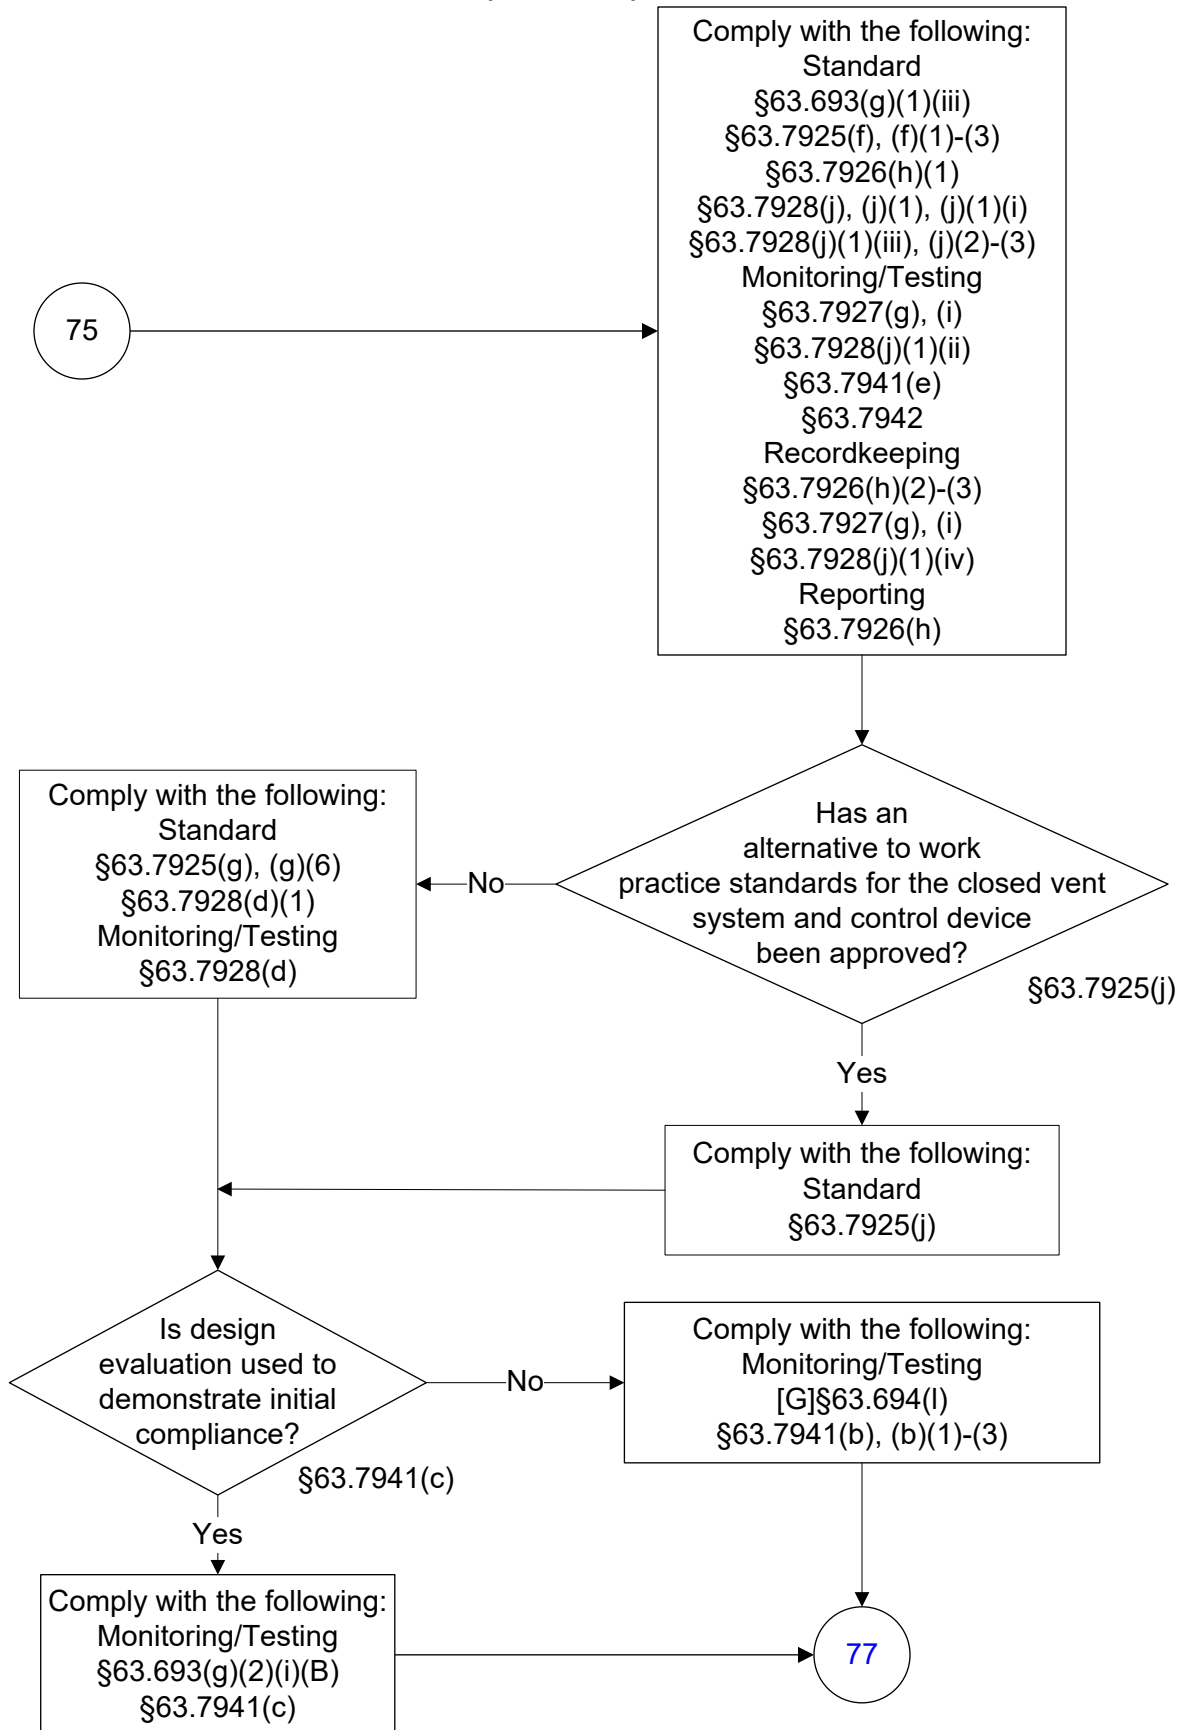 Comply with the following:
Standard
§63.693(g)(1)(iii)
§63.7925(f), (f)(1)-(3)
§63.7926(h)(1)
§63.7928(j), (j)(1), (j)(1)(i)
§63.7928(j)(1)(iii), (j)(2)-(3)
Monitoring/Testing
§63.7927(g), (i)
§63.7928(j)(1)(ii)
§63.7941(e)
§63.7942
Recordkeeping
§63.7926(h)(2)-(3)
§63.7927(g), (i)
§63.7928(j)(1)(iv)
Reporting
§63.7926(h)
75
Has an
alternative to work
practice standards for the closed vent
system and control device
been approved?
§63.7925(j)
No
Comply with the following:
Standard
§63.7925(g), (g)(6)
§63.7928(d)(1)
Monitoring/Testing
§63.7928(d)
Yes
Comply with the following:
Standard
§63.7925(j)
Is design
evaluation used to
demonstrate initial
compliance?
§63.7941(c)
No
Comply with the following:
Monitoring/Testing
[G]§63.694(l)
§63.7941(b), (b)(1)-(3)
Yes
Comply with the following:
Monitoring/Testing
§63.693(g)(2)(i)(B)
§63.7941(c)
77